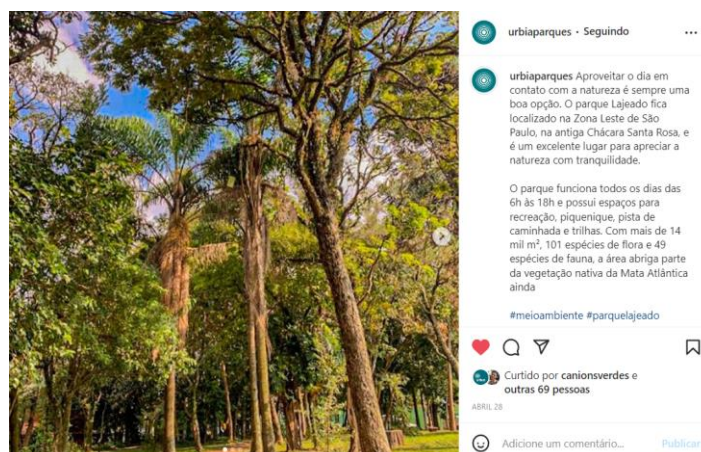 urbiaparques • Seguindo
...
urbiaparques Aproveitar o dia em
contato com a natureza é sempre uma
boa opção. O parque Lajeado fica
localizado na Zona Leste de São
Paulo, na antiga Chácara Santa Rosa, e
é um excelente lugar para apreciar a
natureza com tranquilidade.
O parque funciona todos os dias das
6h às 18h e possui espaços para
recreação, piquenique, pista de
caminhada e trilhas. Com mais de 14
mil m², 101 espécies de flora e 49
espécies de fauna, a área abriga parte
da vegetação nativa da Mata Atlântica
ainda
#meioambiente #parquelajeado
Curtido por canionsverdes e
outras 69 pessoas
ABRIL 28
Adicione um comentário... Publicar